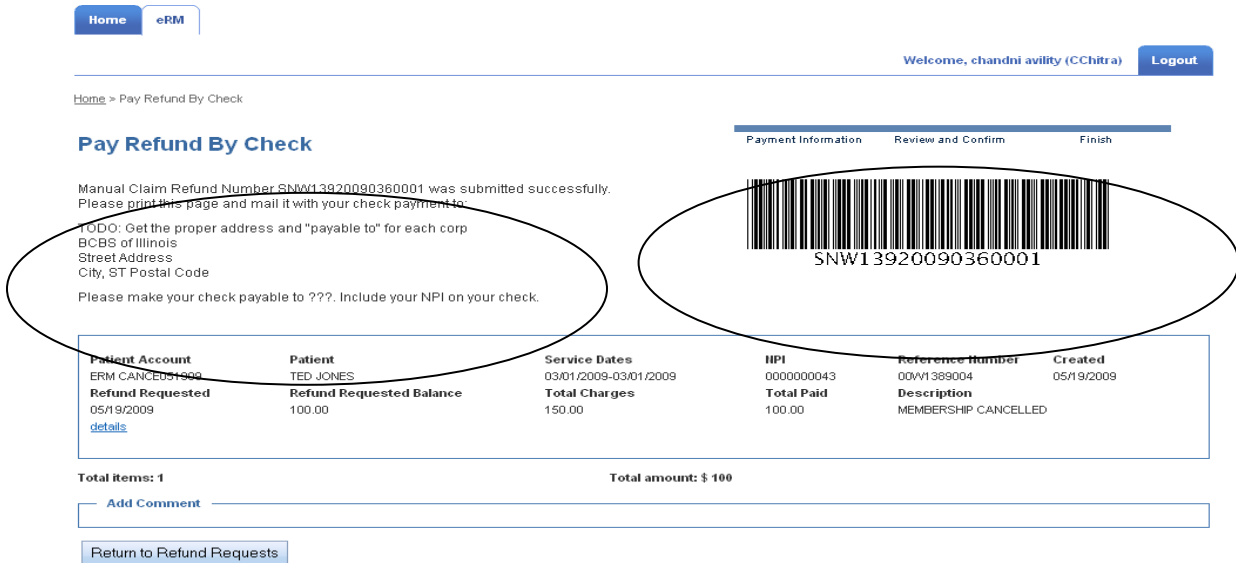 Home eRM
Welcome, chandni avility (CChitra) Logout
Home > Pay Refund By Check
Pay Refund By Check
Payment Information Review and Confirm Finish
Manual Claim Refund Number SNW13920090360001 was submitted successfully.
Please print this page and mail it with your check payment to:
TODO: Get the proper address and "payable to" for each corp
BCBS of Illinois
Street Address
City, ST Postal Code
SNW13920090360001
Please make your check payable to ???. Include your NPI on your check.
Patient Account Patient Service Dates NPI Reference Number Created
ERM CANCE051909 TED JONES 03/01/2009-03/01/2009 0000000043 00W1389004 05/19/2009
Refund Requested Refund Requested Balance Total Charges Total Paid Description
05/19/2009 100.00 150.00 100.00 MEMBERSHIP CANCELLED
details
Total items: 1 Total amount: $ 100
Add Comment
Return to Refund Requests